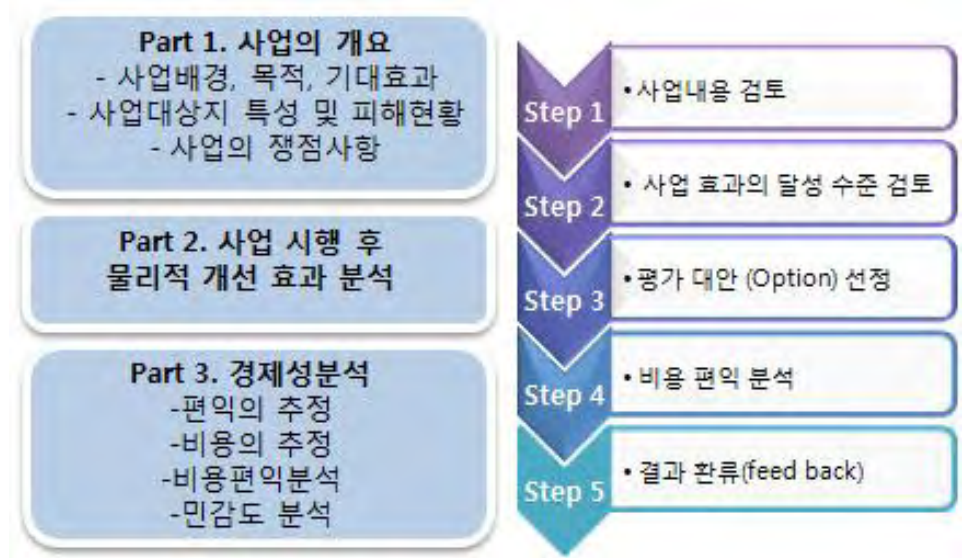 Part 1. 사업의 개요
- 사업배경, 목적, 기대효과
- 사업대상지 특성 및 피해현황
- 사업의 쟁점사항
Part 2. 사업 시행 후
물리적 개선 효과 분석
Part 3. 경제성분석
-편익의 추정
-비용의 추정
-비용편익분석
-민감도 분석
Step 1
• 사업내용 검토
Step 2
• 사업 효과의 달성 수준 검토
Step 3
• 평가 대안 (Option) 선정
Step 4
• 비용 편익 분석
Step 5
• 결과 환류(feed back)